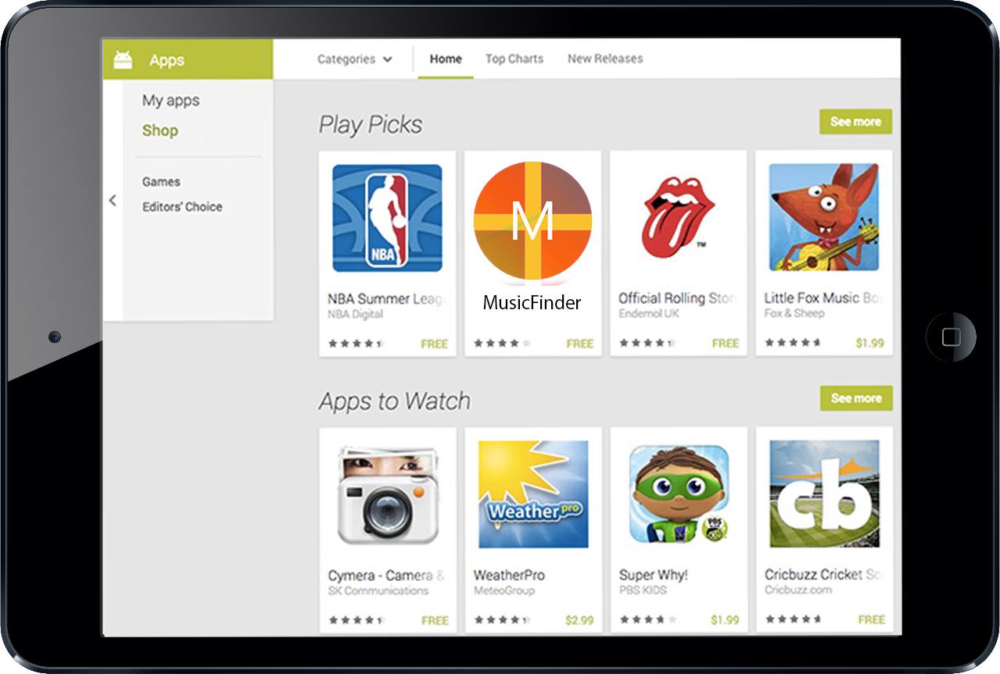 Apps
Categories
Home
Top Charts
New Releases
My apps
Shop
Games
Editors' Choice
Play Picks
See more
NBA
NBA Summer Leag
NBA Digital
FREE
M
MusicFinder
FREE
TM
Official Rolling Ston
Endemol UK
FREE
Little Fox Music Bo
Fox & Sheep
$1.99
Apps to Watch
See more
Cymera - Camera &
SK Communications
FREE
Weather pro
WeatherPro
MeteoGroup
$2.99
PBS
Super Why!
PBS KIDS
$1.99
cb
Cricbuzz Cricket Sc
Cricbuzz.com
FREE